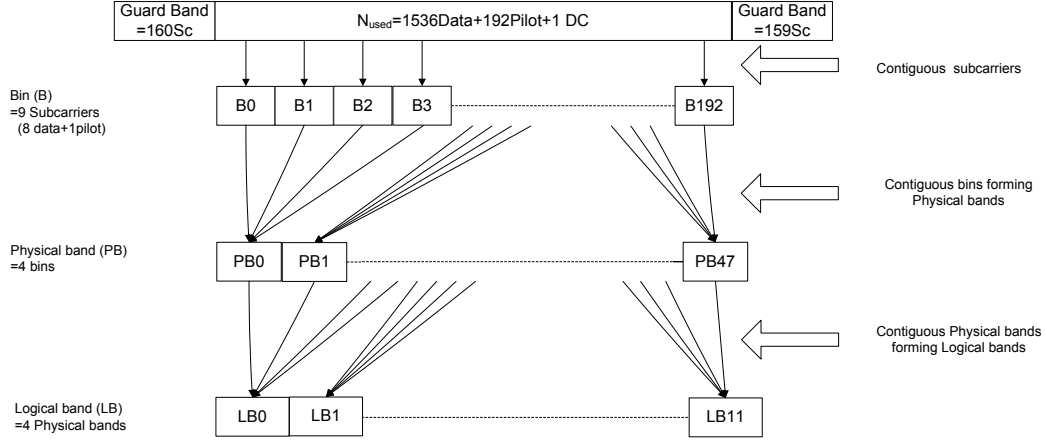 Guard Band
=160Sc
Nused=1536Data+192Pilot+1 DC
Guard Band
=159Sc
Contiguous subcarriers
Bin (B)
=9 Subcarriers
(8 data+1pilot)
B0
B1
B2
B3
B192
Contiguous bins forming
Physical bands
Physical band (PB)
=4 bins
PB0
PB1
PB47
Contiguous Physical bands
forming Logical bands
Logical band (LB)
=4 Physical bands
LB0
LB1
LB11